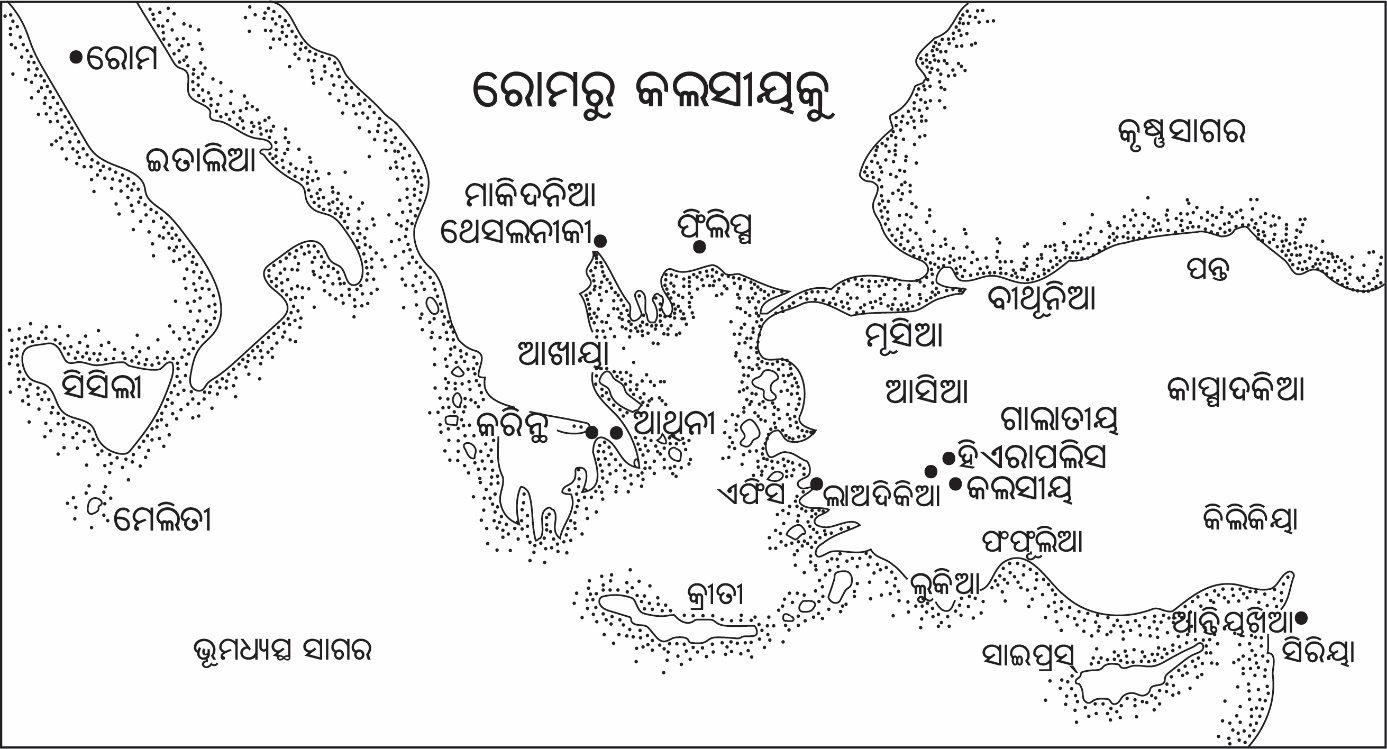 ରୋମ
ରୋମରୁ କଲସୀୟକୁ
କୃଷ୍ଣସାଗର
ଇତାଲିଆ
ମାକିଦନିଆ
ଥେସଲନୀକୀ
ଫିଲିପ୍ପ
ପନ୍ତ
ବୀଥୂନିଆ
ମୂସିଆ
ଆଖାୟା
ସିସିଲୀ
ଆସିଆ
କାପ୍ପାଦକିଆ
ଗାଲାତୀୟ
କରିନ୍ଥ
ଆଥିନୀ
ହିଏରାପଲିସ
ଏଫିସ
ଲାଅଦିକିଆ
କଲସୀୟ
ମେଲିତୀ
କିଲିକିୟା
ଫଂଫୂଲିଆ
ଲୁକିଆ
କ୍ରୀତୀ
ଆନ୍ତିୟଖିଆ
ଭୂମଧ୍ୟସ୍ଥ ସାଗର
ସାଇପ୍ରସ୍
ସିରିୟା